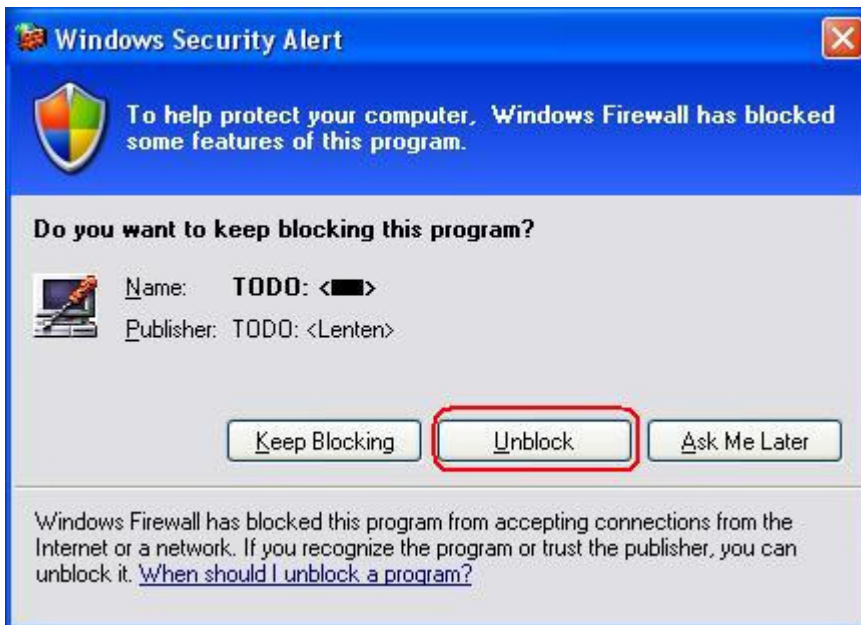 Windows Security Alert
To help protect your computer, Windows Firewall has blocked
some features of this program.
Do you want to keep blocking this program?
Name: TODO: < >
Publisher: TODO: <Lenten>
Keep Blocking Unblock Ask Me Later
Windows Firewall has blocked this program from accepting connections from the
Internet or a network. If you recognize the program or trust the publisher, you can
unblock it. When should I unblock a program?